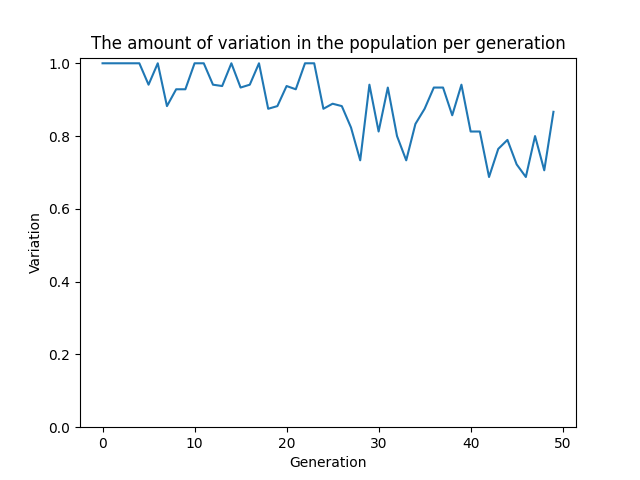 The amount of variation in the population per generation
1.0
0.8
0.6
0.4
0.2
0.0
Variation
0 10 20 30 40 50
Generation